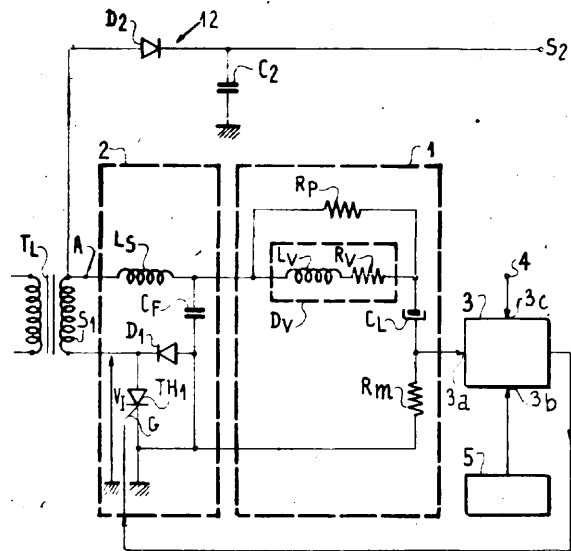 D2
12
C2
S2
2
1
RP
TL
A
LS
LV
RV
4
CF
DV
CL
3
3c
S1
D1
3a
3b
VI
TH1
G
Rm
5